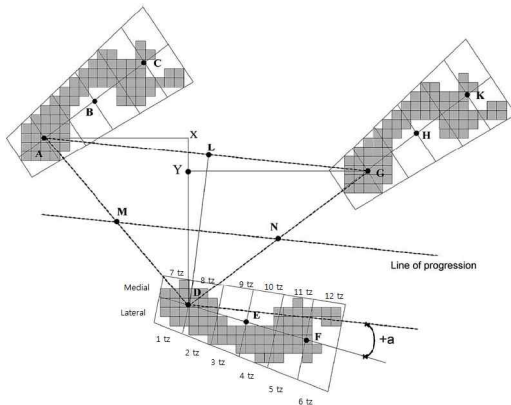 C
B
A
K
H
G
X
L
Y
M
N
Line of progression
7 tz
8 tz
9 tz
10 tz
11 tz
12 tz
Medial
Lateral
D
E
F
+a
1 tz
2 tz
3 tz
4 tz
5 tz
6 tz